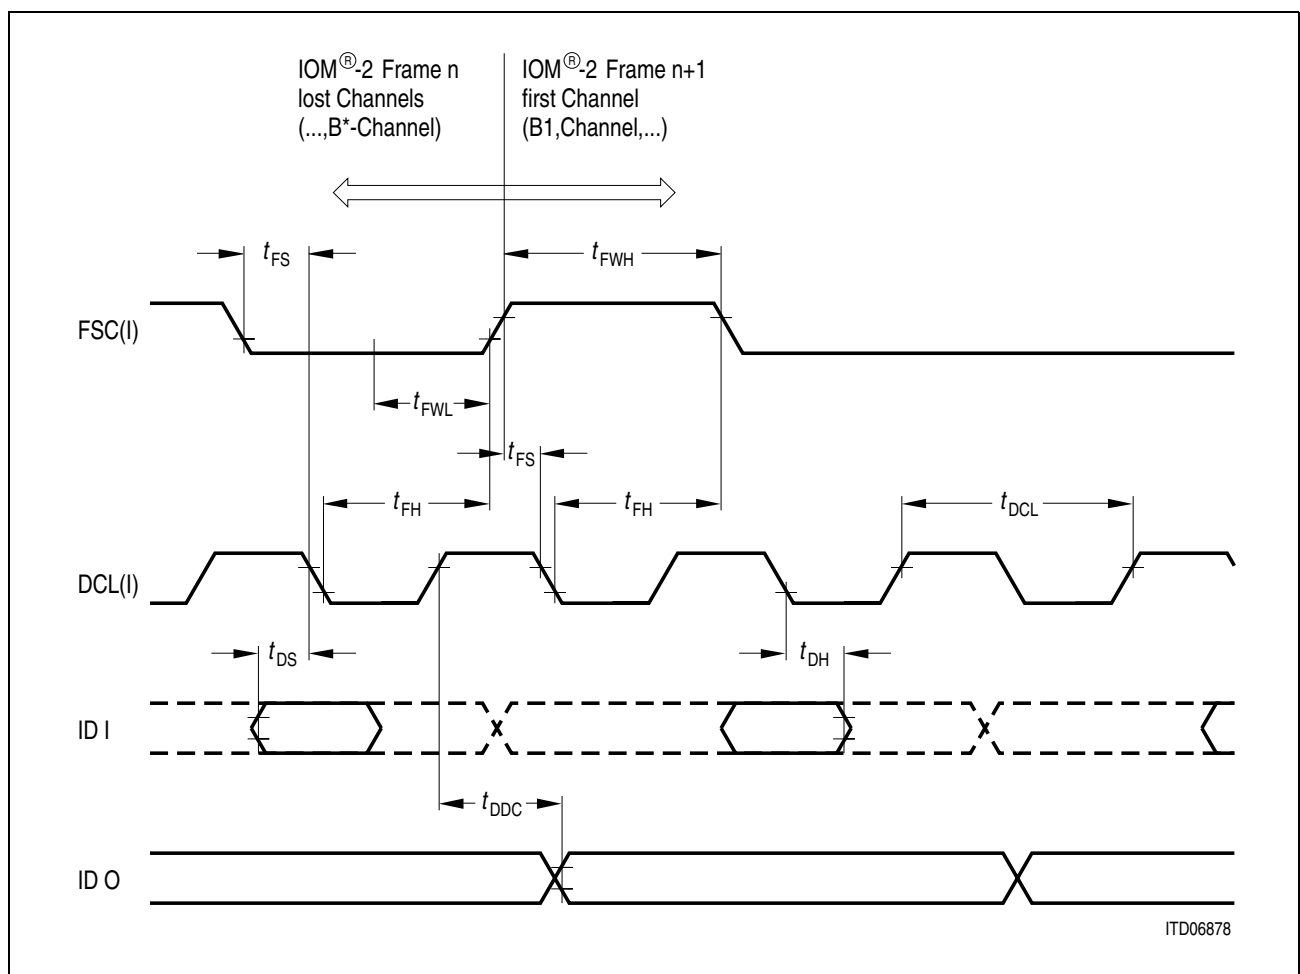 IOM®-2 Frame n
lost Channels
(...,B*-Channel)
IOM®-2 Frame n+1
first Channel
(B1,Channel,...)
tFS
tFWH
FSC(I)
tFWL
tFS
tFH
tFH
tDCL
DCL(I)
tDS
tDH
ID I
tDDC
ID O
ITD06878